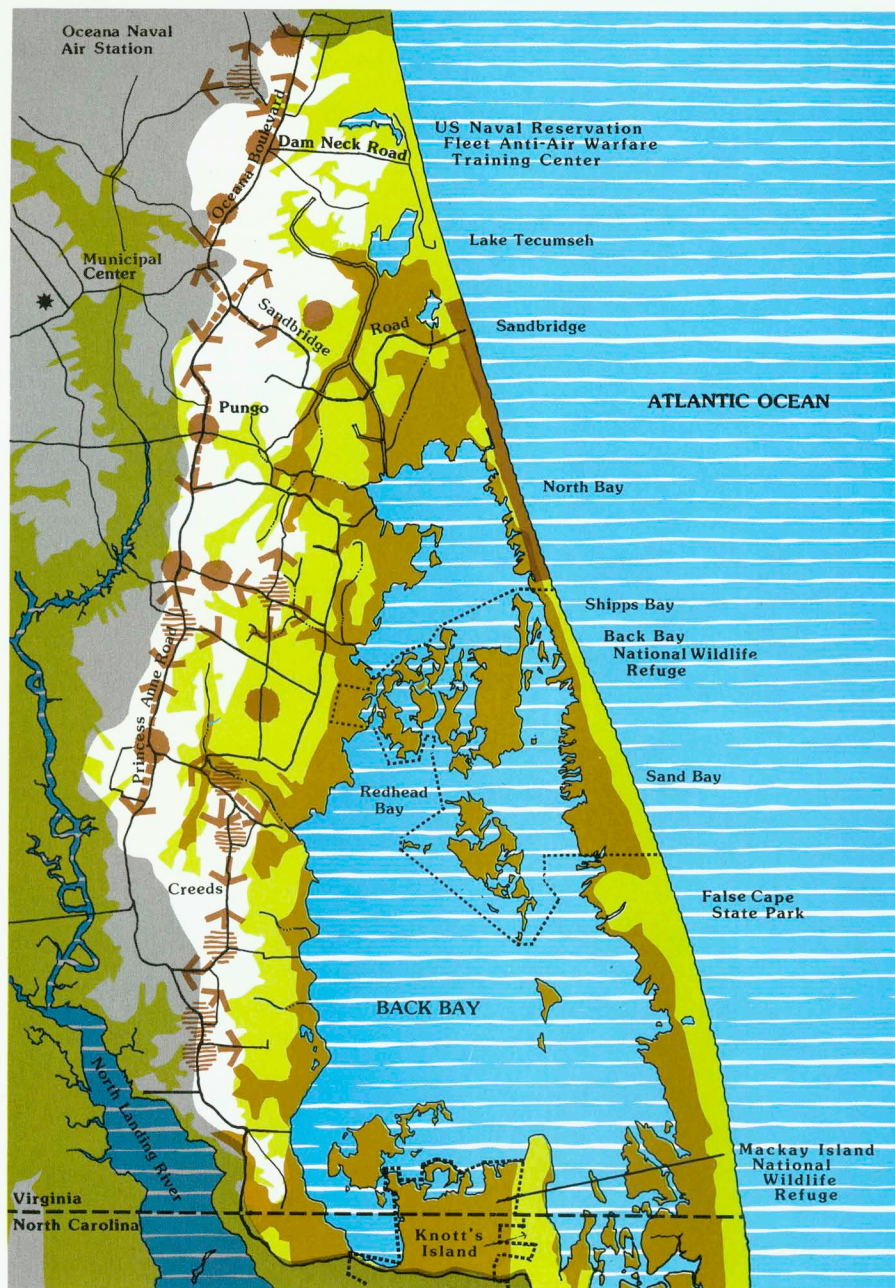 Oceana Naval
Air Station
Oceana Boulevard
Dam Neck Road
US Naval Reservation
Fleet Anti-Air Warfare
Training Center
Lake Tecumseh
Municipal
Center
Sandbridge Road
Sandbridge
ATLANTIC OCEAN
Pungo
North Bay
Shipps Bay
Back Bay
National Wildlife
Refuge
Princess Anne Road
Sand Bay
Redhead
Bay
Creeds
False Cape
State Park
BACK BAY
North Landing River
Mackay Island
National
Wildlife
Refuge
Virginia
North Carolina
Knott's
Island